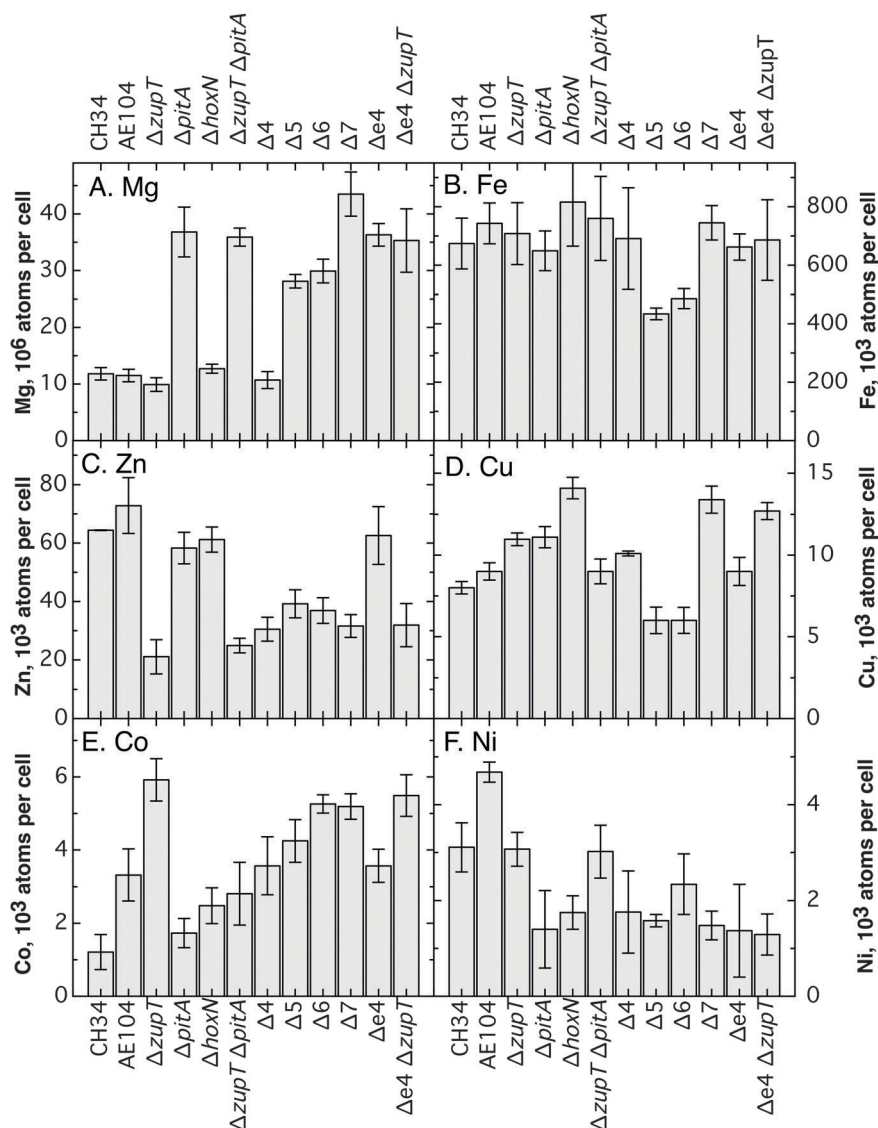 CH34
AE104
ΔzupT
ΔpitA
ΔhoxN
ΔzupT ΔpitA
Δ4
Δ5
Δ6
Δ7
Δe4
Δe4 ΔzupT
CH34
AE104
ΔzupT
ΔpitA
ΔhoxN
ΔzupT ΔpitA
Δ4
Δ5
Δ6
Δ7
Δe4
Δe4 ΔzupT
A. Mg
Mg, 10⁶ atoms per cell
40
30
20
10
0
B. Fe
800
600
400
200
0
Fe, 10³ atoms per cell
C. Zn
Zn, 10³ atoms per cell
80
60
40
20
0
D. Cu
15
10
5
0
Cu, 10³ atoms per cell
E. Co
Co, 10³ atoms per cell
6
4
2
0
F. Ni
4
2
0
Ni, 10³ atoms per cell
CH34
AE104
ΔzupT
ΔpitA
ΔhoxN
ΔzupT ΔpitA
Δ4
Δ5
Δ6
Δ7
Δe4
Δe4 ΔzupT
CH34
AE104
ΔzupT
ΔpitA
ΔhoxN
ΔzupT ΔpitA
Δ4
Δ5
Δ6
Δ7
Δe4
Δe4 ΔzupT